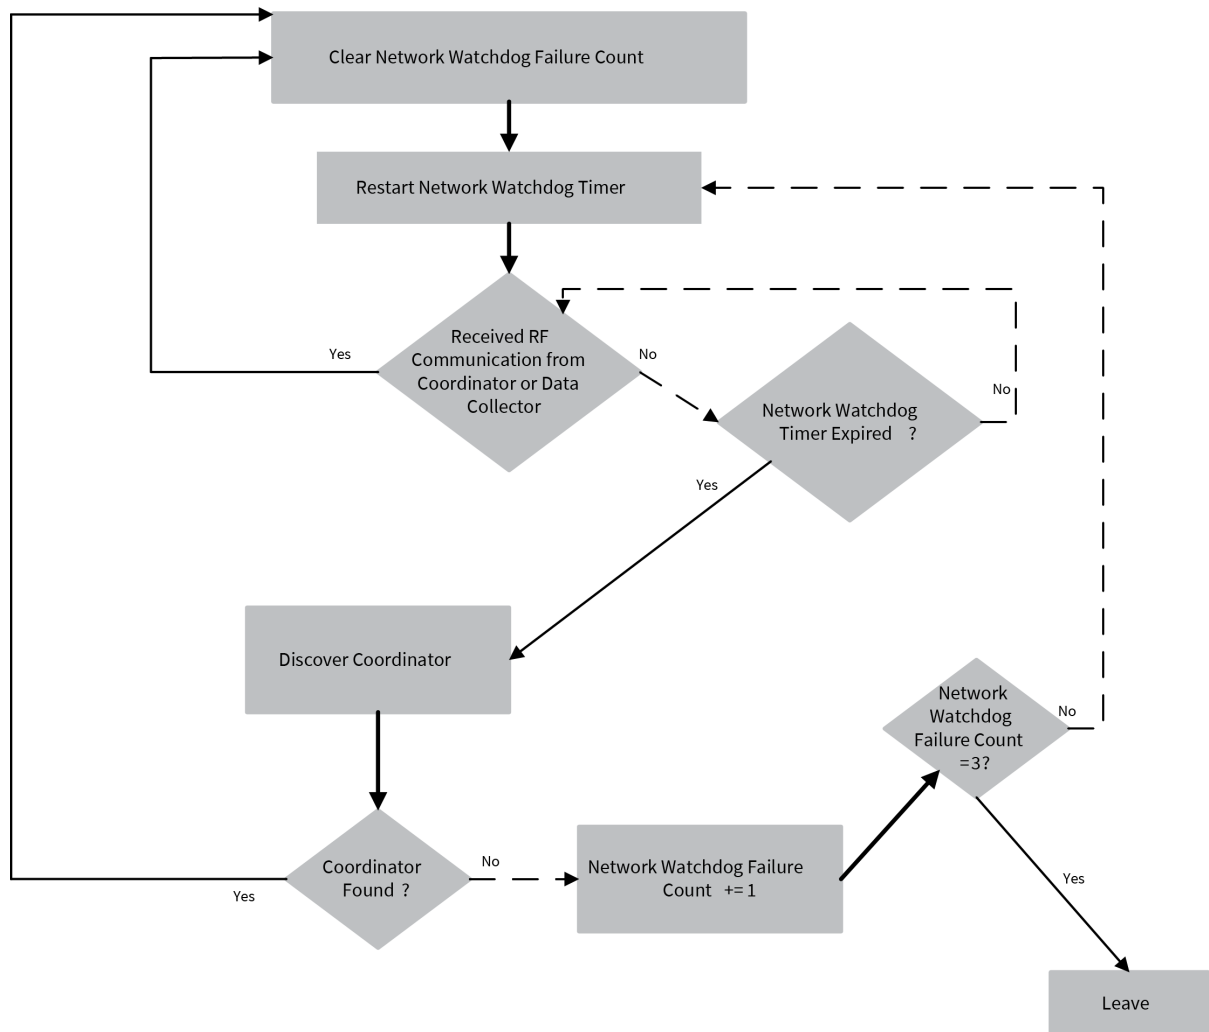 Clear Network Watchdog Failure Count
Restart Network Watchdog Timer
Received RF
Communication from
Coordinator or Data
Collector
Yes
No
Network Watchdog
Timer Expired ?
No
Yes
Discover Coordinator
Network
Watchdog
Failure Count
=3?
No
Coordinator
Found ?
No
Yes
Network Watchdog Failure
Count += 1
Yes
Leave